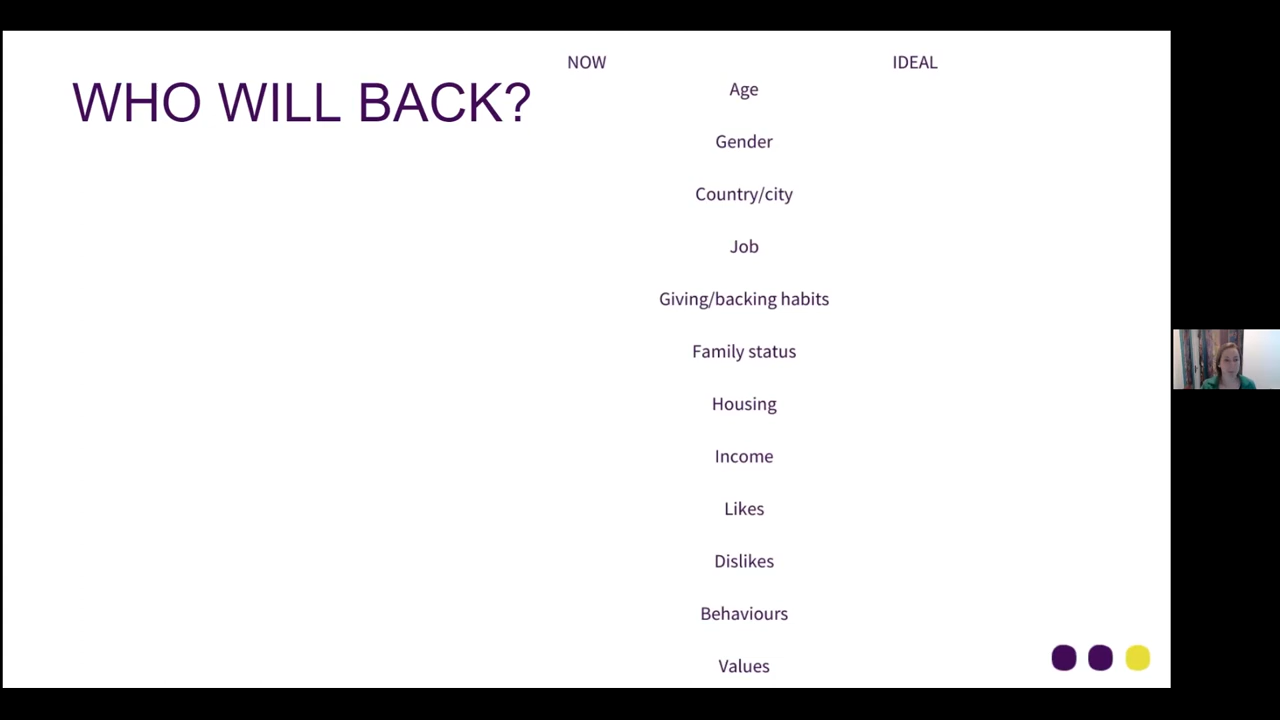 WHO WILL BACK?
NOW IDEAL
Age
Gender
Country/city
Job
Giving/backing habits
Family status
Housing
Income
Likes
Dislikes
Behaviours
Values